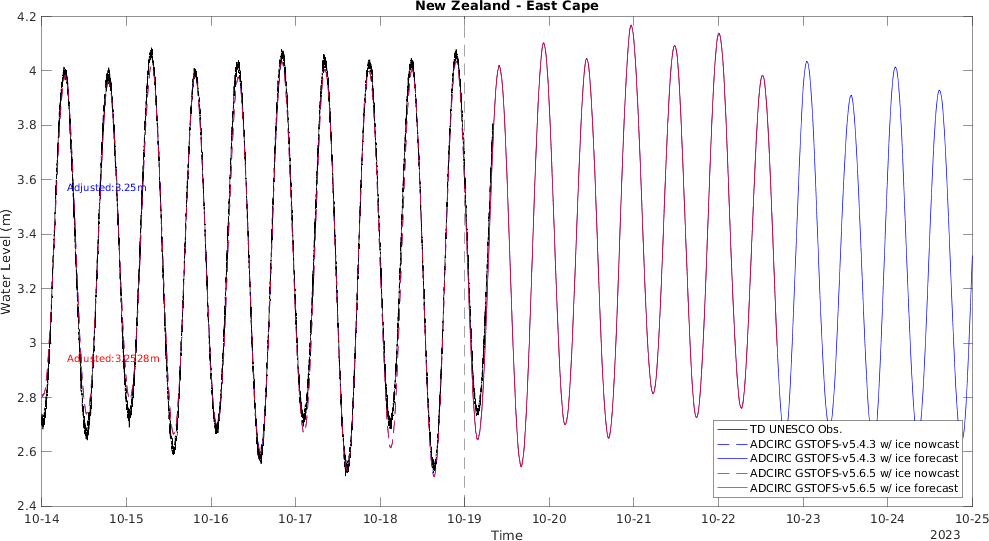 New Zealand - East Cape
4.2
4
3.8
3.6
3.4
3.2
3
2.8
2.6
2.4
Water Level (m)
Adjusted:3.25m
Adjusted:3.2528m
TD UNESCO Obs.
ADCIRC GSTOFS-v5.4.3 w/ ice nowcast
ADCIRC GSTOFS-v5.4.3 w/ ice forecast
ADCIRC GSTOFS-v5.6.5 w/ ice nowcast
ADCIRC GSTOFS-v5.6.5 w/ ice forecast
10-14 10-15 10-16 10-17 10-18 10-19 10-20 10-21 10-22 10-23 10-24 10-25
Time
2023